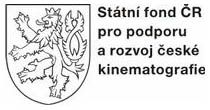 Státní fond ČR
pro podporu
a rozvoj české
kinematografie